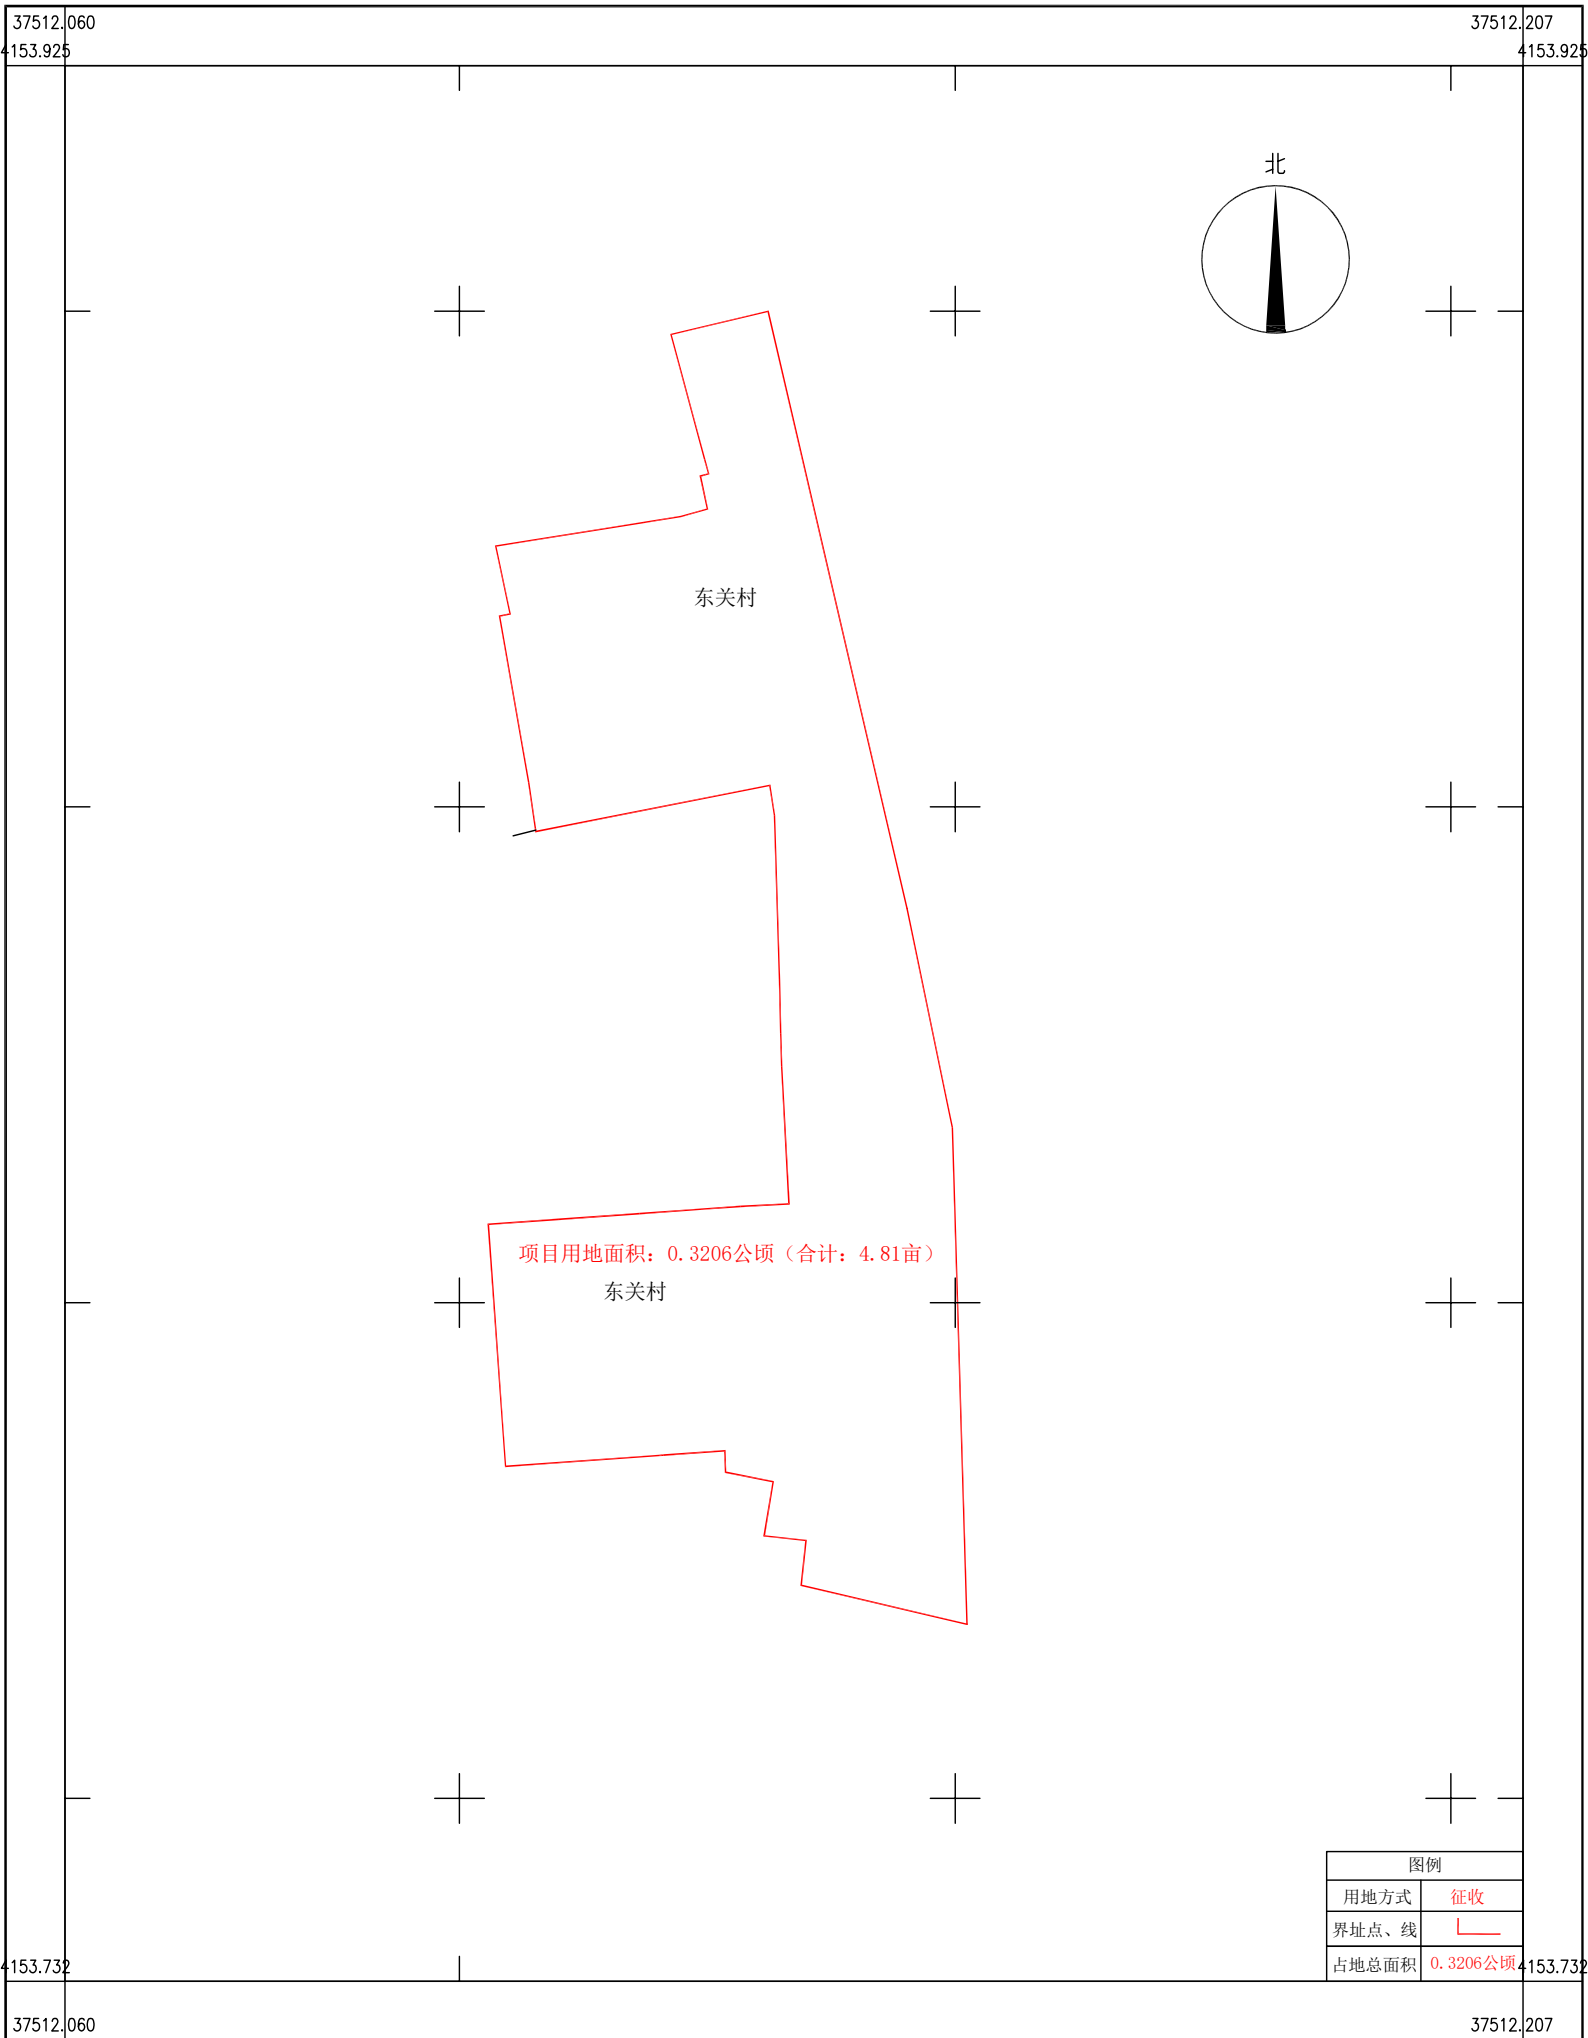 37512.060
37512.207
4153.925
4153.925
北
东关村
项目用地面积：0.3206公顷（合计：4.81亩）
东关村
图例
用地方式 征收
界址点、线
占地总面积 0.3206公顷
4153.732
4153.732
37512.060
37512.207